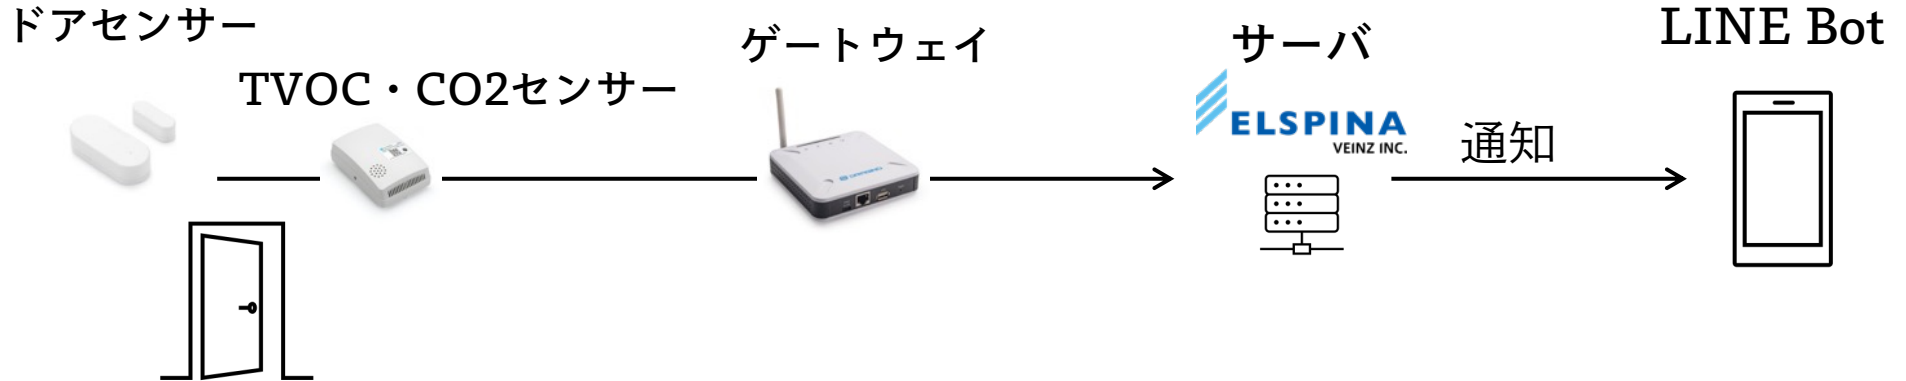 ドアセンサー
TVOC・CO2センサー
ゲートウェイ
サーバ
LINE Bot
ELSPINA
VEINZ INC.
通知